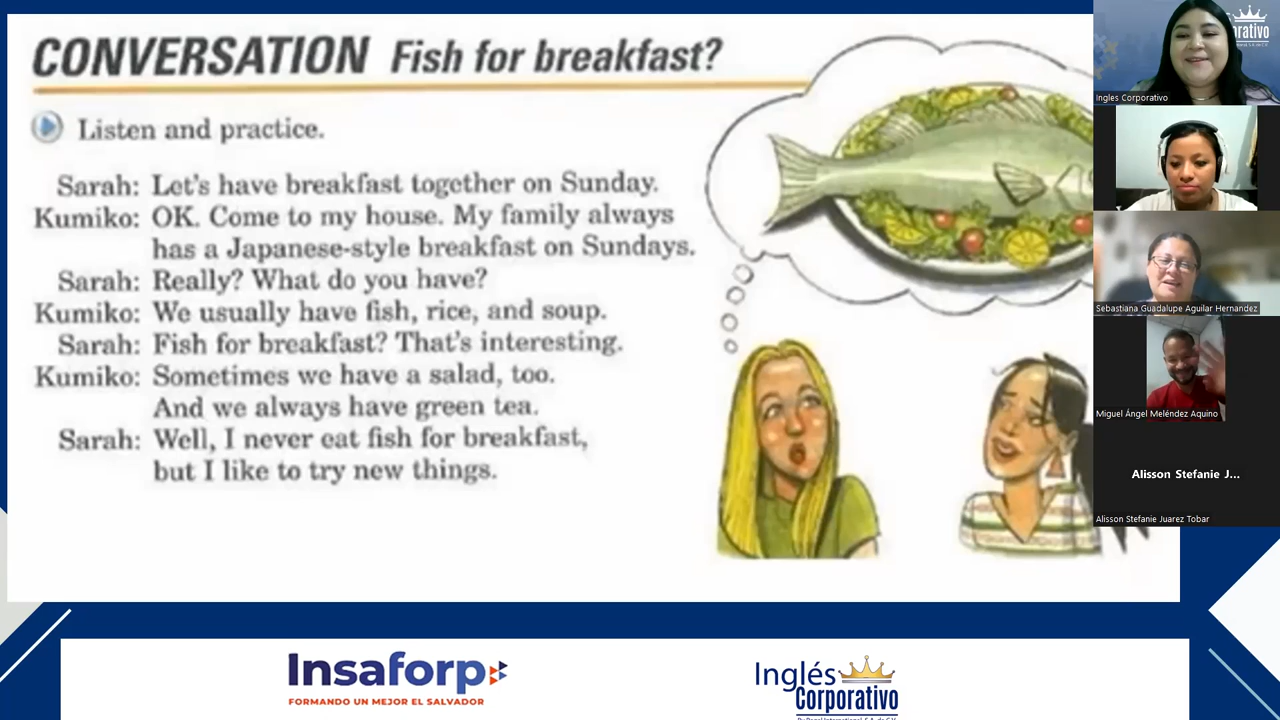 CONVERSATION Fish for breakfast?
Listen and practice.
Sarah: Let's have breakfast together on Sunday.
Kumiko: OK. Come to my house. My family always
has a Japanese-style breakfast on Sundays.
Sarah: Really? What do you have?
Kumiko: We usually have fish, rice, and soup.
Sarah: Fish for breakfast? That's interesting.
Kumiko: Sometimes we have a salad, too.
And we always have green tea.
Sarah: Well, I never eat fish for breakfast,
but I like to try new things.
Ingles Corporativo
Sebastiana Guadalupe Aguilar Hernandez
Miguel Ángel Meléndez Aquino
Alisson Stefanie J...
Alisson Stefanie Juarez Tobar
Insaforp
FORMANDO UN MEJOR EL SALVADOR
Inglés
Corporativo